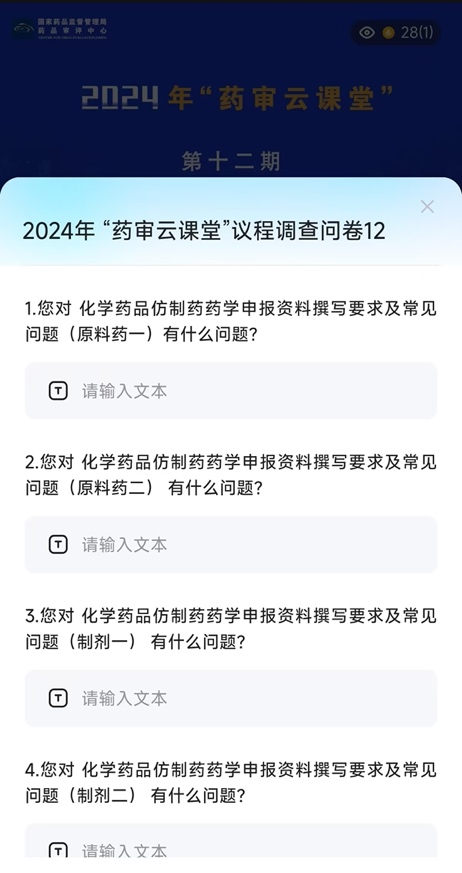 国家药品监督管理局
药品审评中心
28(1)
2024年“药审云课堂”
第十二期
2024年 “药审云课堂”议程调查问卷12
1.您对 化学药品仿制药药学申报资料撰写要求及常见
问题（原料药一）有什么问题?
请输入文本
2.您对 化学药品仿制药药学申报资料撰写要求及常见
问题（原料药二） 有什么问题?
请输入文本
3.您对 化学药品仿制药药学申报资料撰写要求及常见
问题（制剂一） 有什么问题?
请输入文本
4.您对 化学药品仿制药药学申报资料撰写要求及常见
问题（制剂二） 有什么问题?
请输入文本